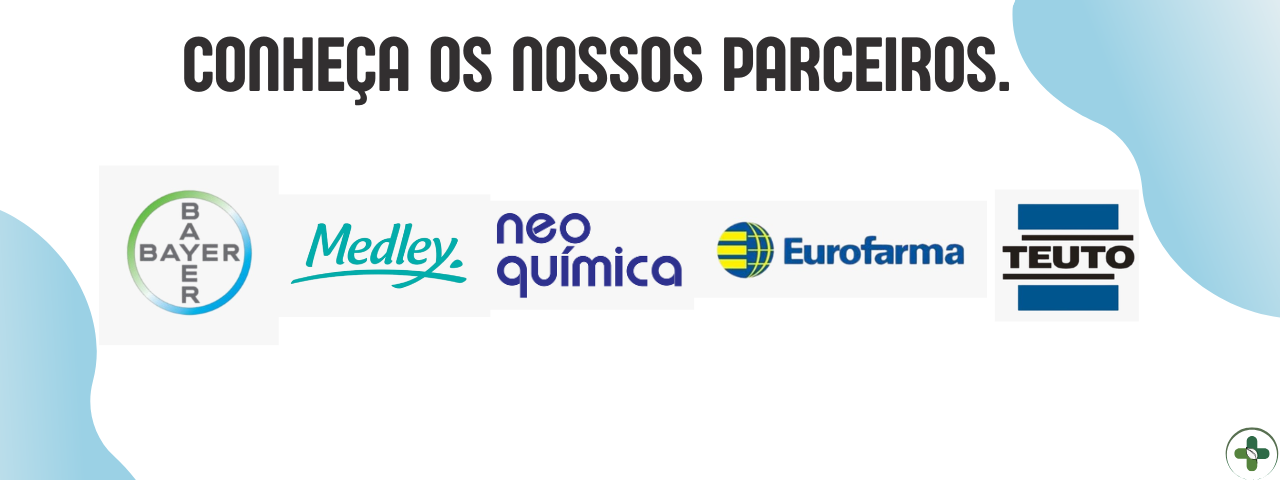 CONHEÇA OS NOSSOS PARCEIROS.
BAYER
BAYER
Medley.
neo
química
Eurofarma
TEUTO